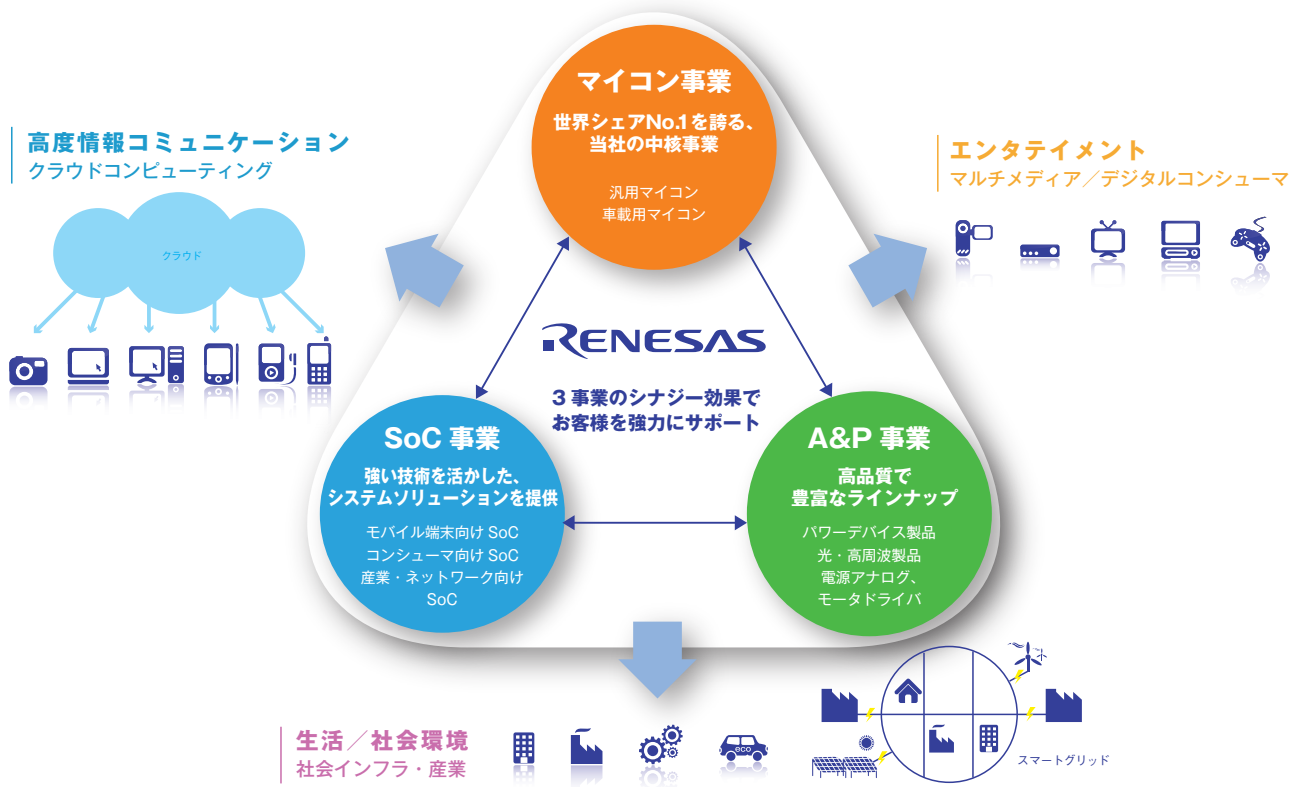 マイコン事業
世界シェアNo.1を誇る、
当社の中核事業
汎用マイコン
車載用マイコン
高度情報コミュニケーション
クラウドコンピューティング
クラウド
エンタテイメント
マルチメディア／デジタルコンシューマ
RENESAS
3事業のシナジー効果で
お客様を強力にサポート
SoC 事業
強い技術を活かした、
システムソリューションを提供
モバイル端末向け SoC
コンシューマ向け SoC
産業・ネットワーク向け
SoC
A&P 事業
高品質で
豊富なラインナップ
パワーデバイス製品
光・高周波製品
電源アナログ、
モータドライバ
生活／社会環境
社会インフラ・産業
eco
スマートグリッド